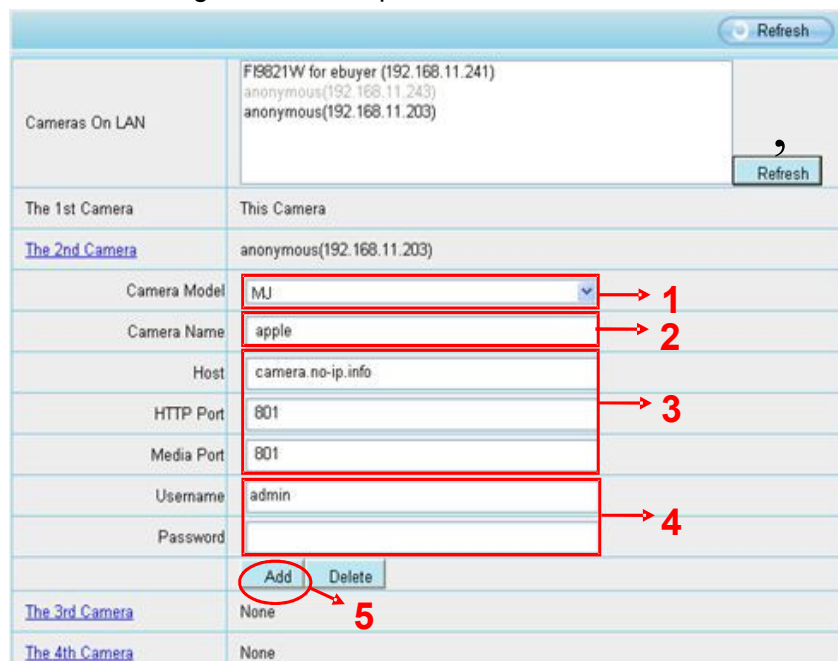 Refresh
FI9821W for ebuyer (192.168.11.241)
anonymous(192.168.11.243)
anonymous(192.168.11.203)
Cameras On LAN
,
Refresh
The 1st Camera This Camera
The 2nd Camera anonymous(192.168.11.203)
Camera Model MJ 1
Camera Name apple 2
Host camera.no-ip.info
HTTP Port 801 3
Media Port 801
Username admin
Password 4
Add Delete
The 3rd Camera None 5
The 4th Camera None